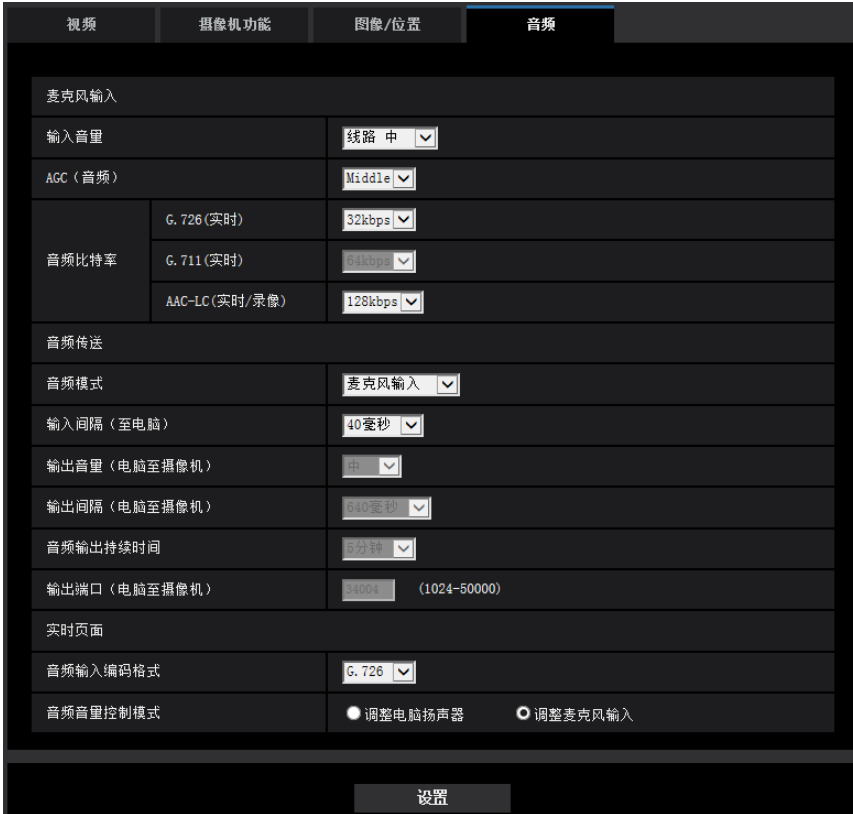 视频 摄像机功能 图像/位置 音频
麦克风输入
输入音量 线路 中
AGC（音频） Middle
音频比特率 G.726(实时) 32kbps
G.711(实时) 64kbps
AAC-LC(实时/录像) 128kbps
音频传送
音频模式 麦克风输入
输入间隔（至电脑） 40毫秒
输出音量（电脑至摄像机） 中
输出间隔（电脑至摄像机） 640毫秒
音频输出持续时间 5分钟
输出端口（电脑至摄像机） 34004 (1024-50000)
实时页面
音频输入编码格式 G.726
音频音量控制模式 调整电脑扬声器 调整麦克风输入
设置